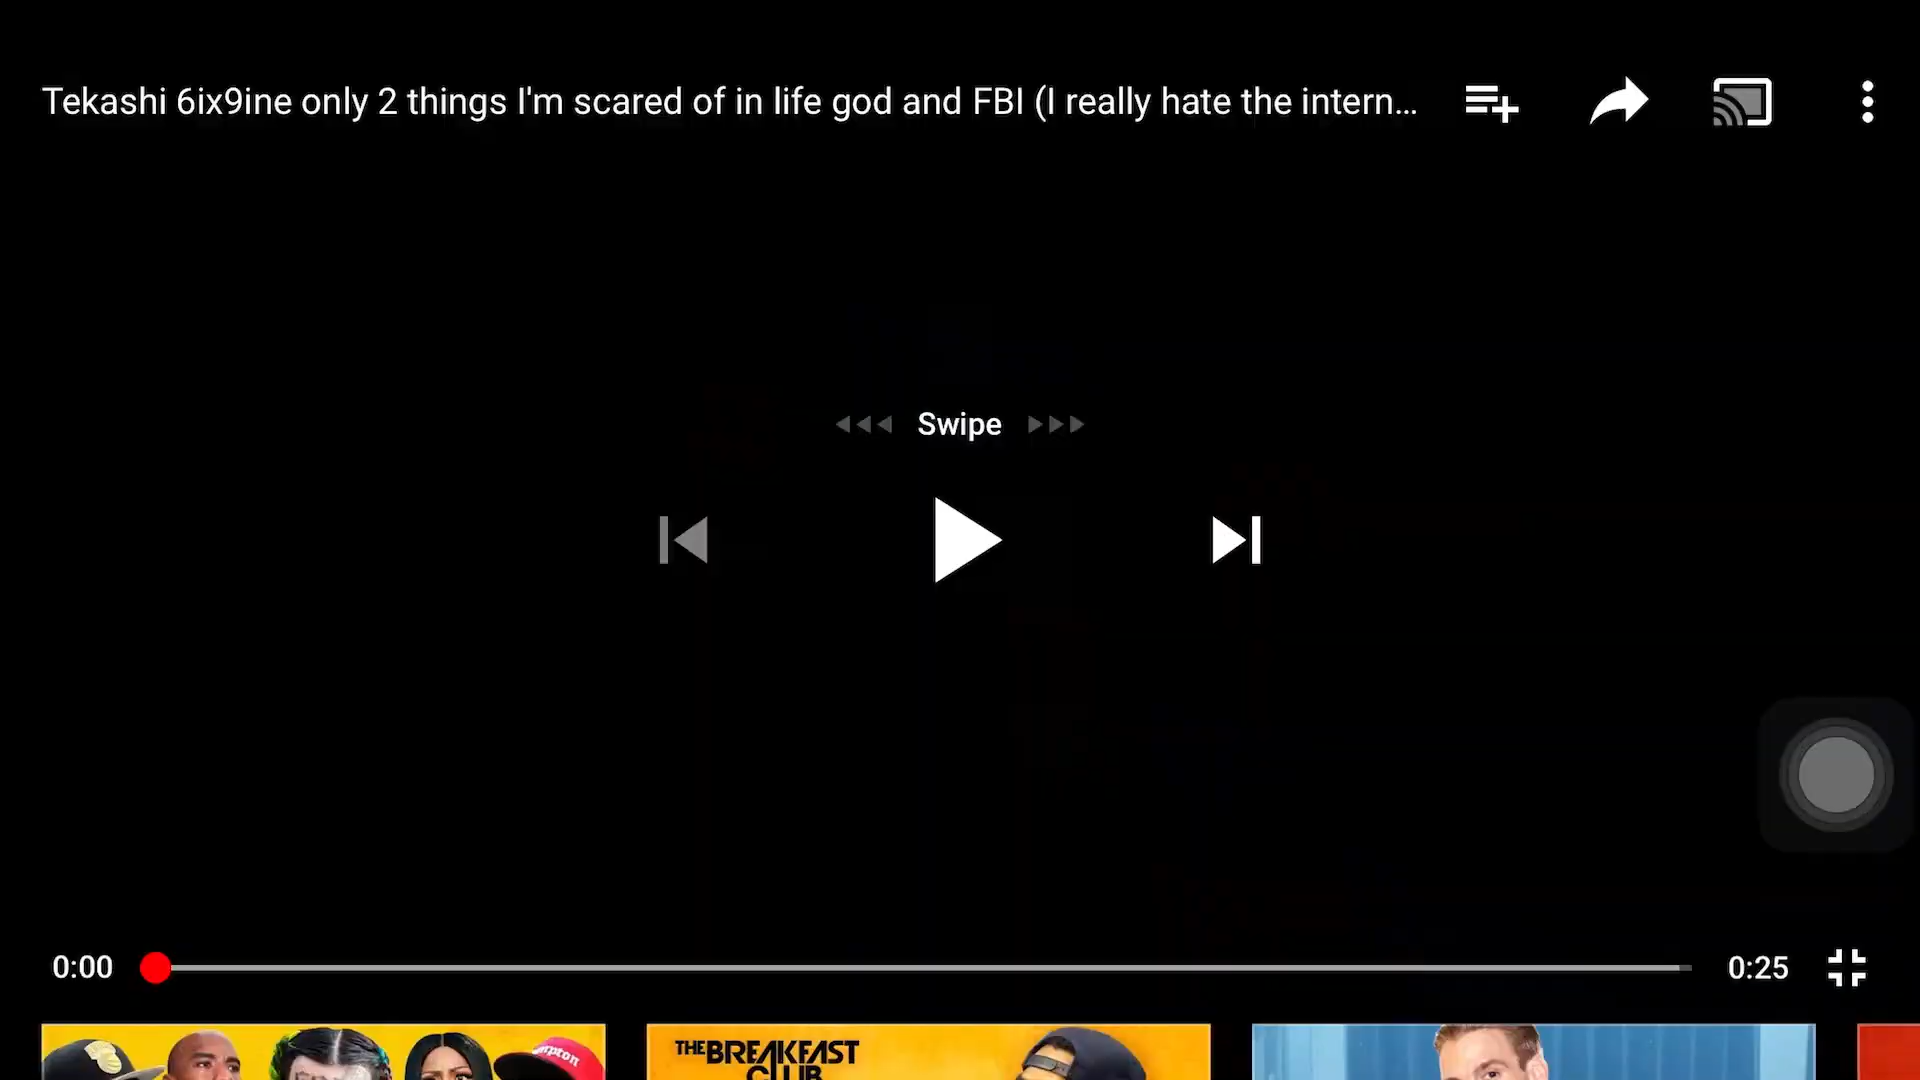 Tekashi 6ix9ine only 2 things I'm scared of in life god and FBI (I really hate the intern...
Swipe
0:00
0:25
THE BREAKFAST
CLUB